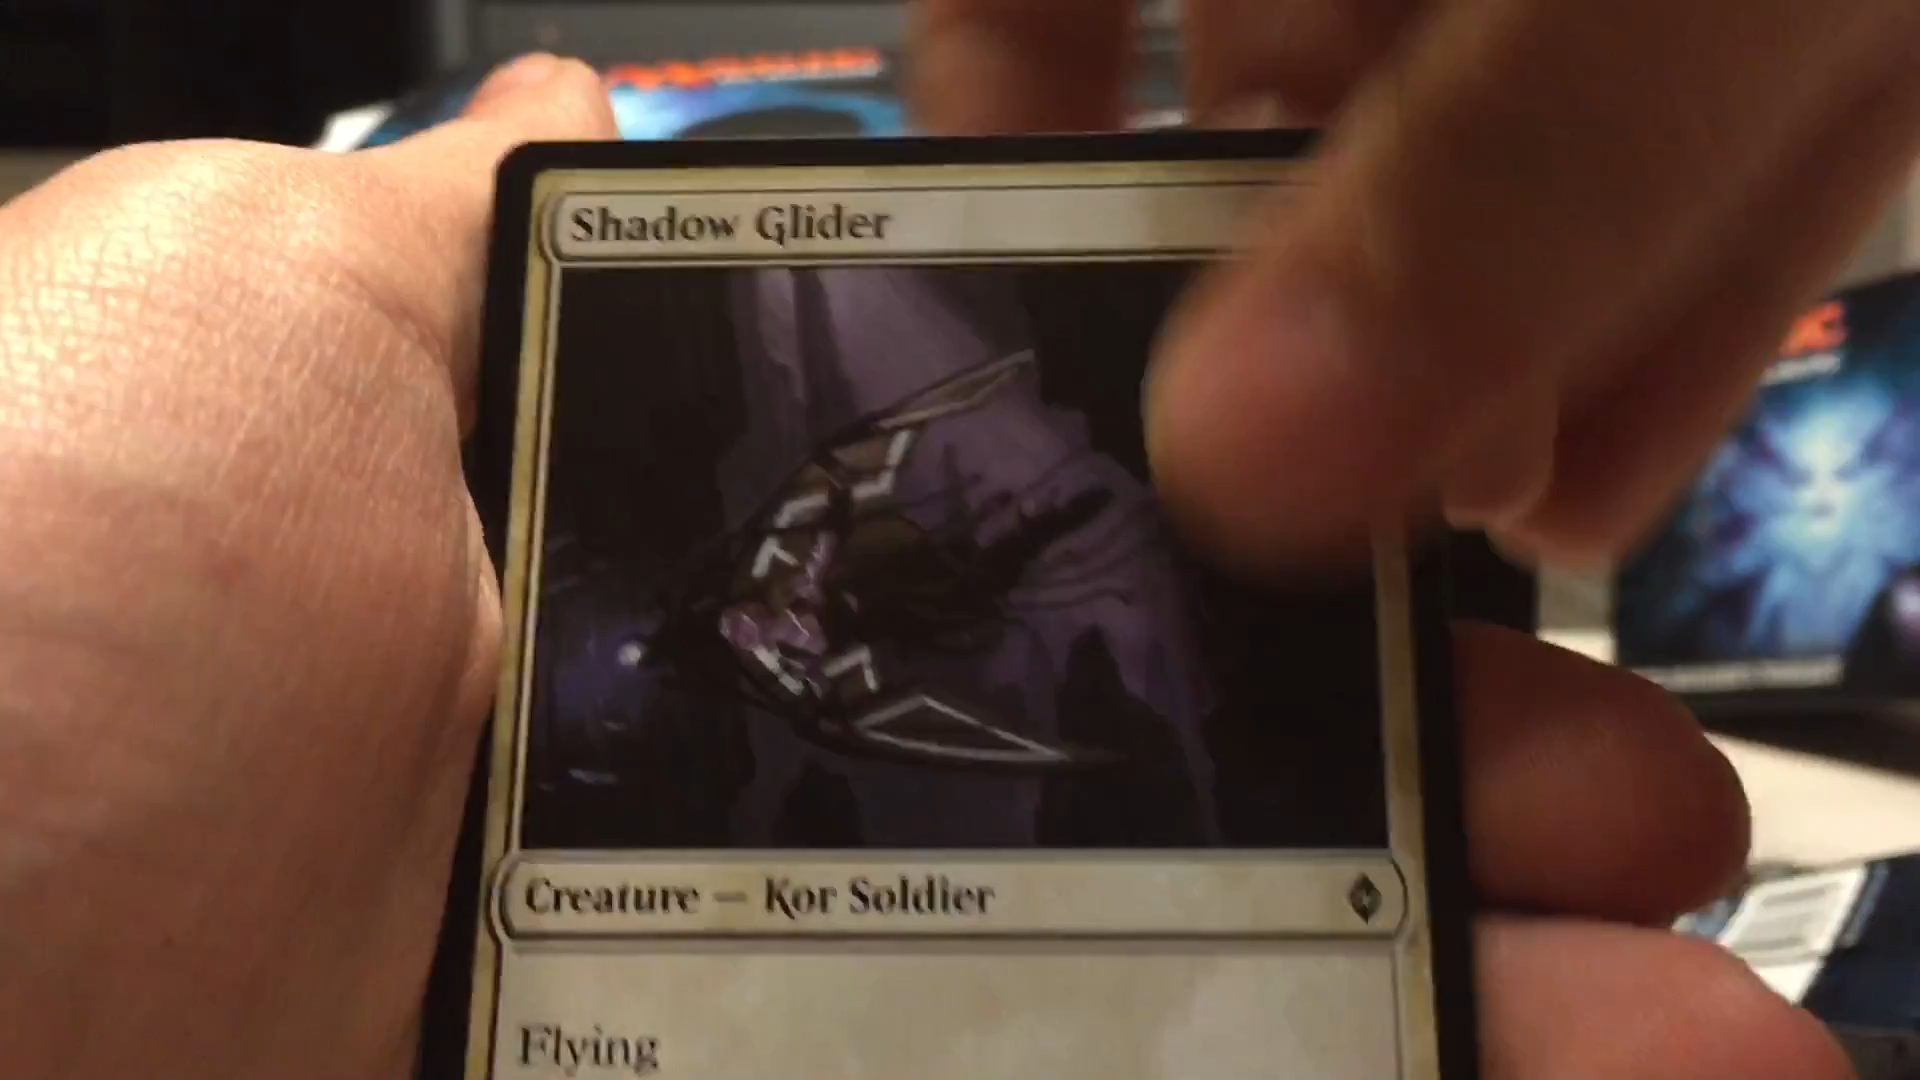 Shadow Glider
Creature — Kor Soldier
Flying